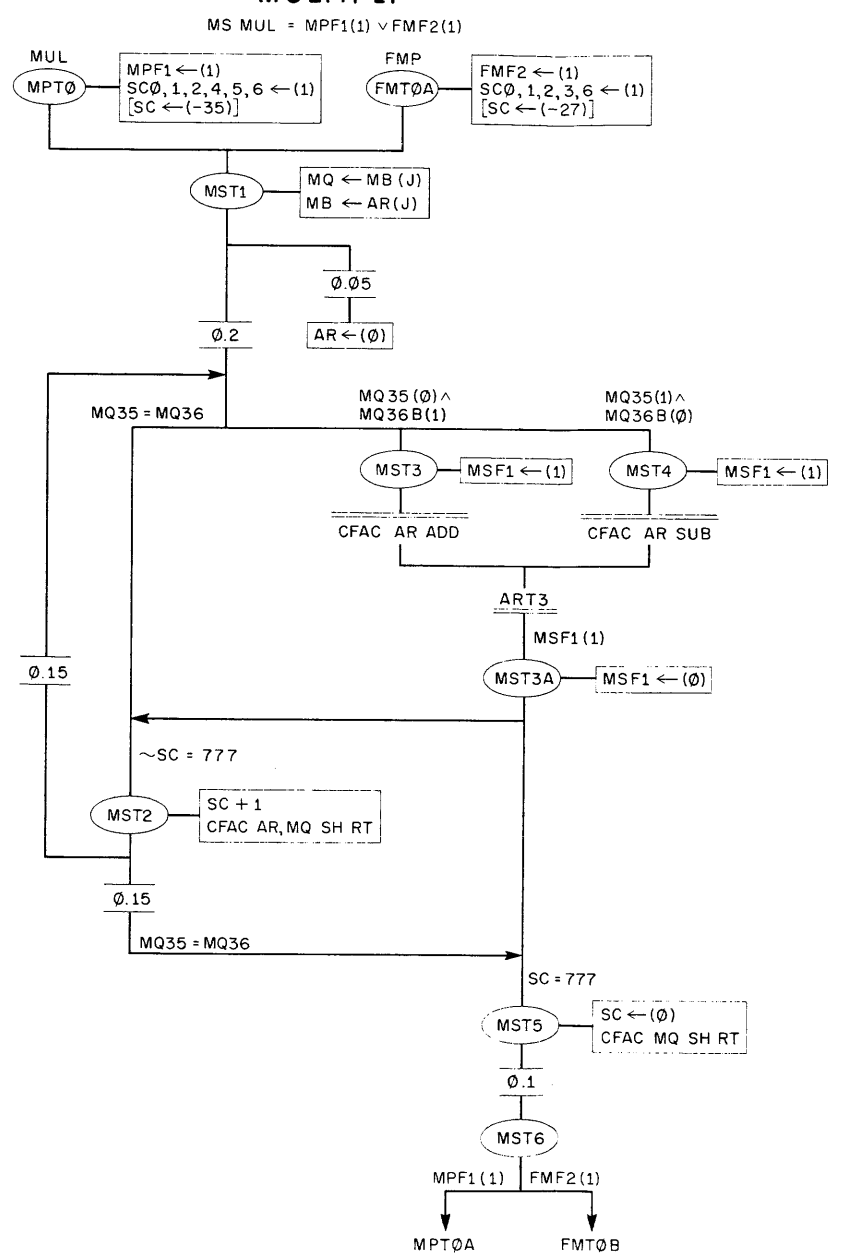 MS MUL = MPF1(1) ∨ FMF2(1)
MUL
MPTØ
MPF1 ←(1)
SCØ, 1, 2, 4, 5, 6 ←(1)
[SC ←(-35)]
FMP
FMTØA
FMF2 ←(1)
SCØ, 1, 2, 3, 6 ←(1)
[SC ←(-27)]
MST1
MQ ← MB(J)
MB ← AR(J)
Ø.05
Ø.2
AR ←(Ø)
MQ35 = MQ36
MQ35(Ø)∧
MQ36B(1)
MQ35(1)∧
MQ36B(Ø)
MST3
MSF1 ←(1)
MST4
MSF1 ←(1)
CFAC AR ADD
CFAC AR SUB
ART3
MSF1(1)
Ø.15
MST3A
MSF1 ←(Ø)
~SC = 777
MST2
SC + 1
CFAC AR, MQ SH RT
Ø.15
MQ35 = MQ36
SC = 777
MST5
SC ←(Ø)
CFAC MQ SH RT
Ø.1
MST6
MPF1(1)
FMF2(1)
MPTØA
FMTØB